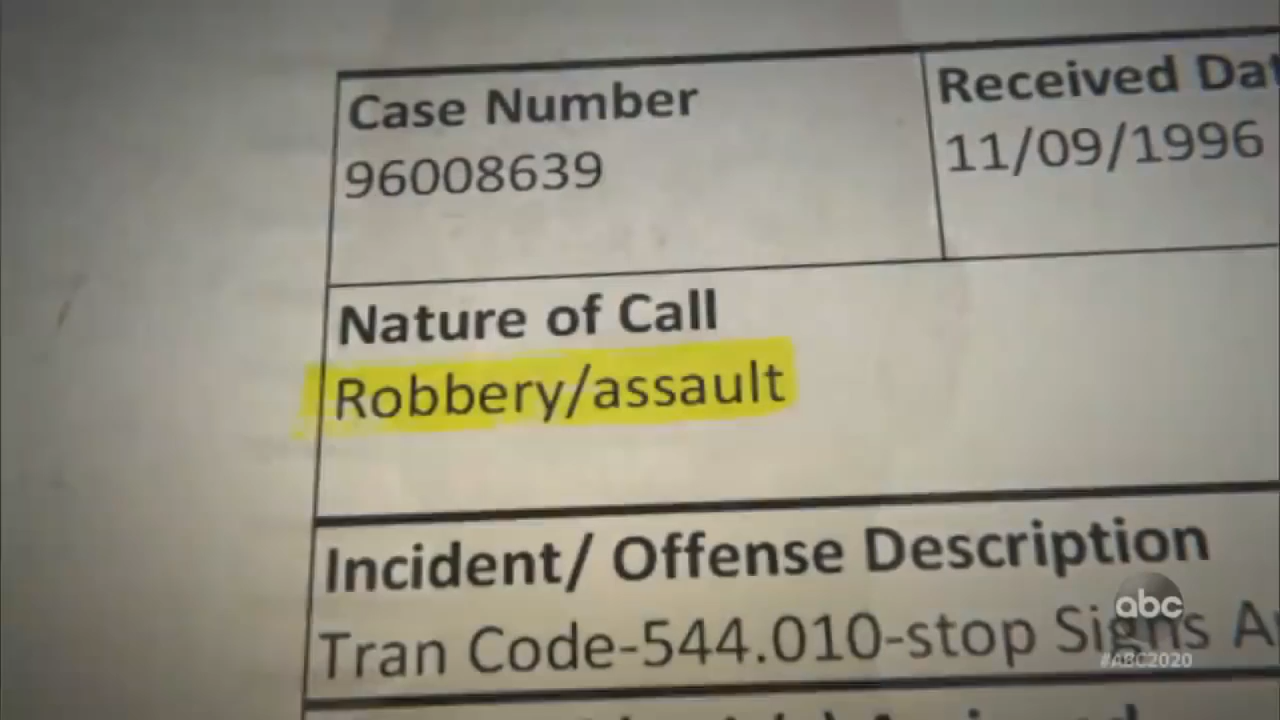 Case Number
96008639
Received
11/09/1996
Nature of Call
Robbery/assault
Incident/ Offense Description
Tran Code-544.010-stop Signs
abc
#ABC2020